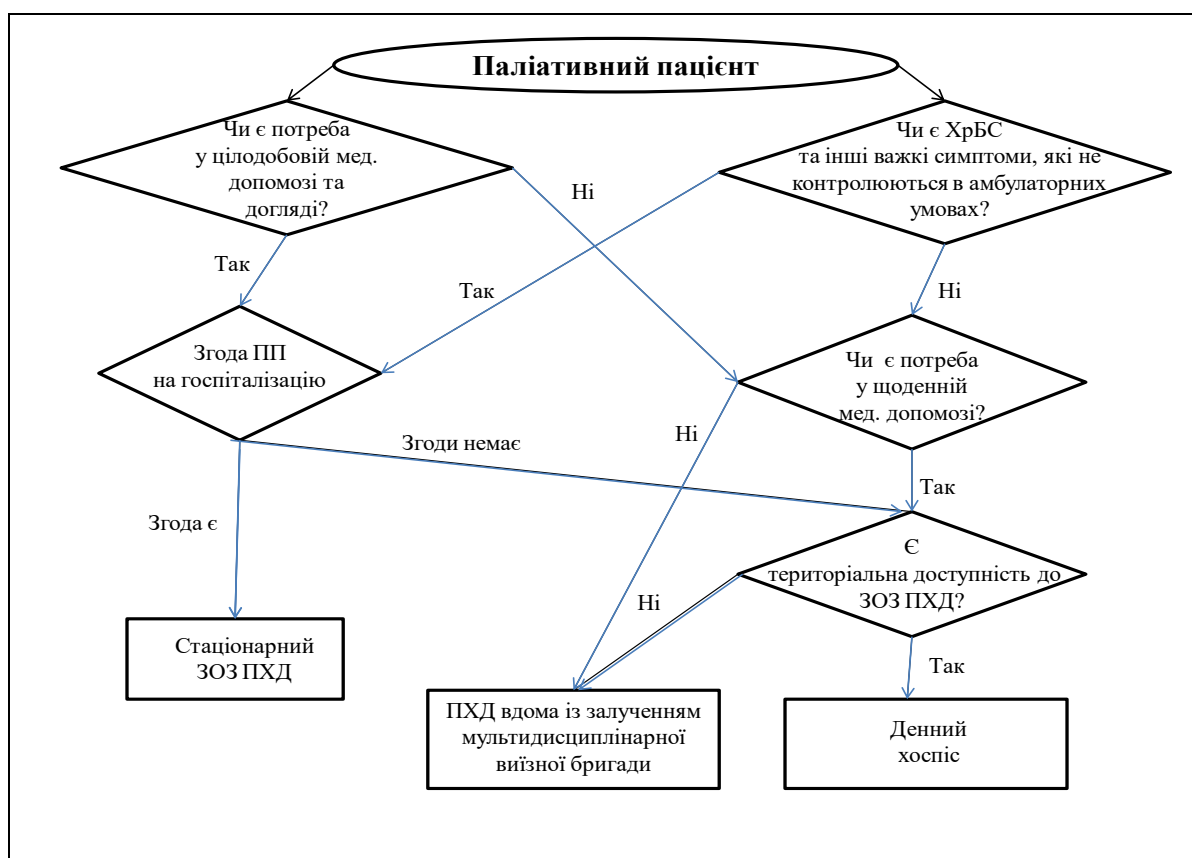 Паліативний пацієнт
Чи є потреба
у цілодобовій мед.
допомозі та
догляді?
Чи є ХрБС
та інші важкі симптоми, які не
контролюються в амбулаторних
умовах?
Ні
Так
Так
Ні
Згода ПП
на госпіталізацію
Чи є потреба
у щоденній
мед. допомозі?
Ні
Згоди немає
Так
Згода є
Є
територіальна доступність до
ЗОЗ ПХД?
Ні
Так
Стаціонарний
ЗОЗ ПХД
ПХД вдома із залученням
мультидисциплінарної
виїзної бригади
Денний
хоспіс